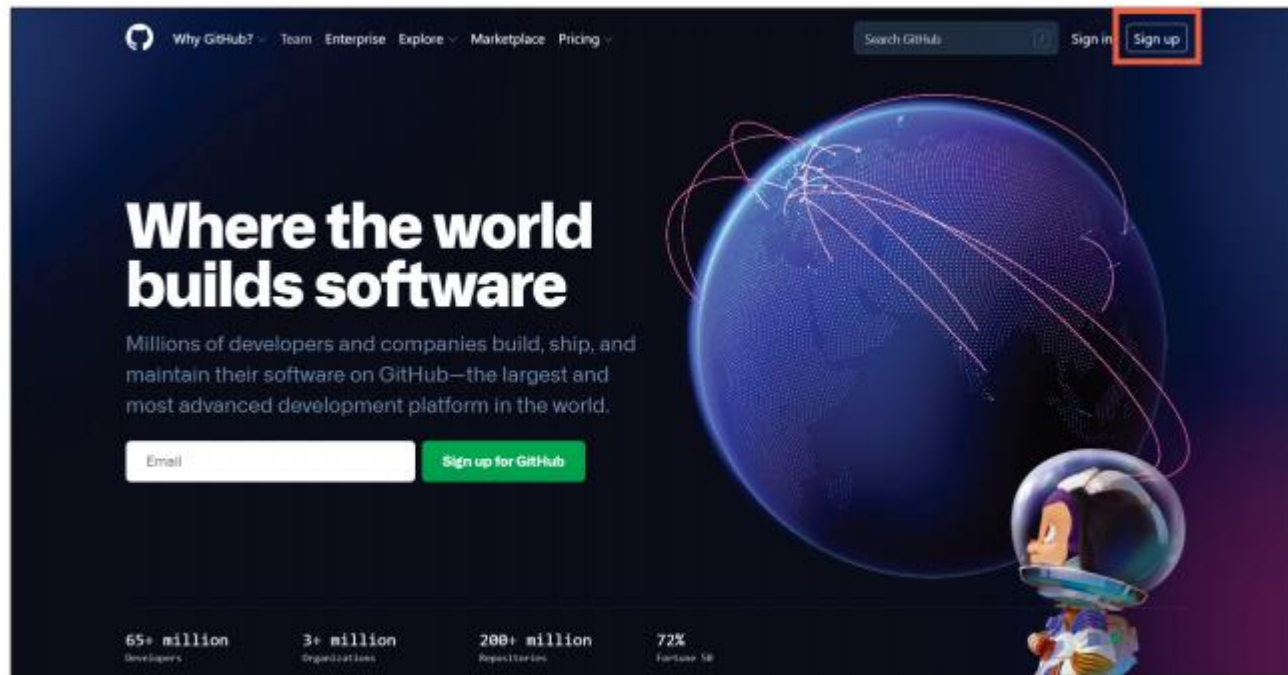 Why GitHub? Team Enterprise Explore Marketplace Pricing Search GitHub / Sign in Sign up
Where the world
builds software
Millions of developers and companies build, ship, and
maintain their software on GitHub—the largest and
most advanced development platform in the world.
Email Sign up for GitHub
65+ million 3+ million 200+ million 72%
Developers Organizations Repositories Fortune 50